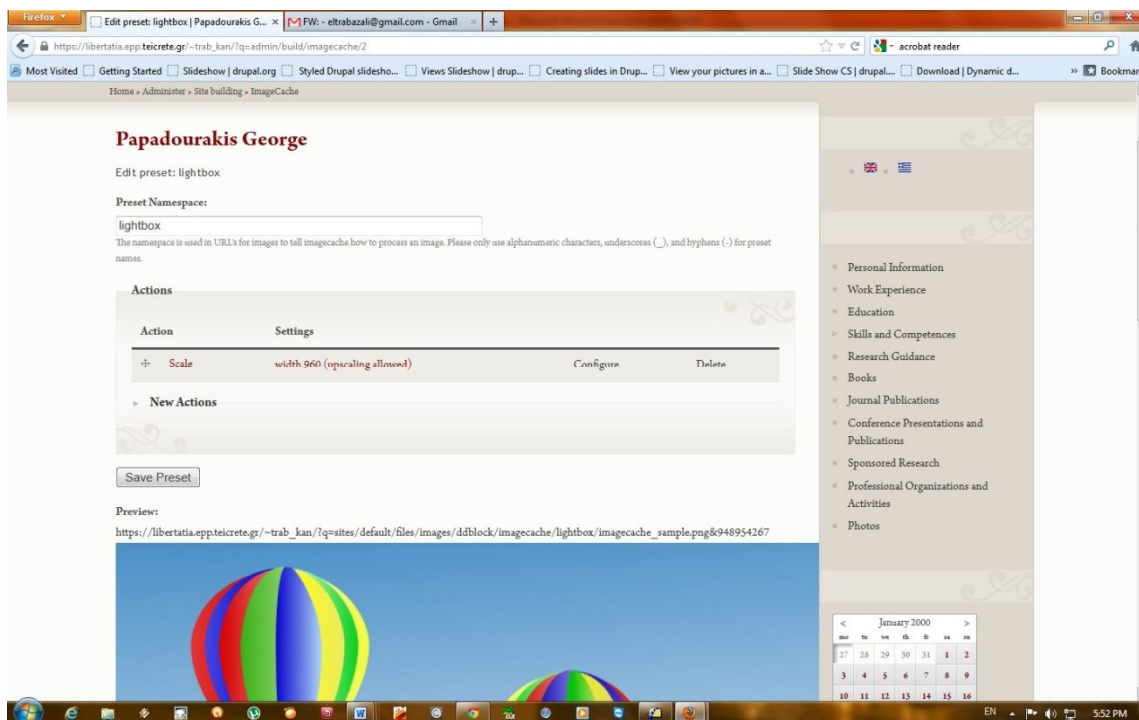 Firefox
Edit preset: lightbox | Papadourakis G... ×
FW: - eltrabazali@gmail.com - Gmail ×
+
https://libertatia.epp.teicrete.gr/~trab_kan/?q=admin/build/imagecache/2
acrobat reader
Most Visited Getting Started Slideshow | drupal.org Styled Drupal slidesho... Views Slideshow | drup... Creating slides in Drup... View your pictures in a... Slide Show CS | drupal.... Download | Dynamic d... » Bookmar
Home » Administer » Site building » ImageCache
Papadourakis George
Edit preset: lightbox
Preset Namespace:
lightbox
The namespace is used in URL's for images to tell imagecache how to process an image. Please only use alphanumeric characters, underscores (_), and hyphens (-) for preset
names.
Actions
Action Settings
Scale width 960 (upscaling allowed) Configure Delete
New Actions
Save Preset
Preview:
https://libertatia.epp.teicrete.gr/~trab_kan/?q=sites/default/files/images/ddblock/imagecache/lightbox/imagecache_sample.png&948954267
Personal Information
Work Experience
Education
Skills and Competences
Research Guidance
Books
Journal Publications
Conference Presentations and
Publications
Sponsored Research
Professional Organizations and
Activities
Photos
< January 2000 >
mo tu we th fr sa su
27 28 29 30 31 1 2
3 4 5 6 7 8 9
10 11 12 13 14 15 16
EN 5:52 PM